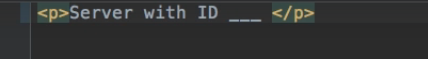 <p>Server with ID ___ </p>